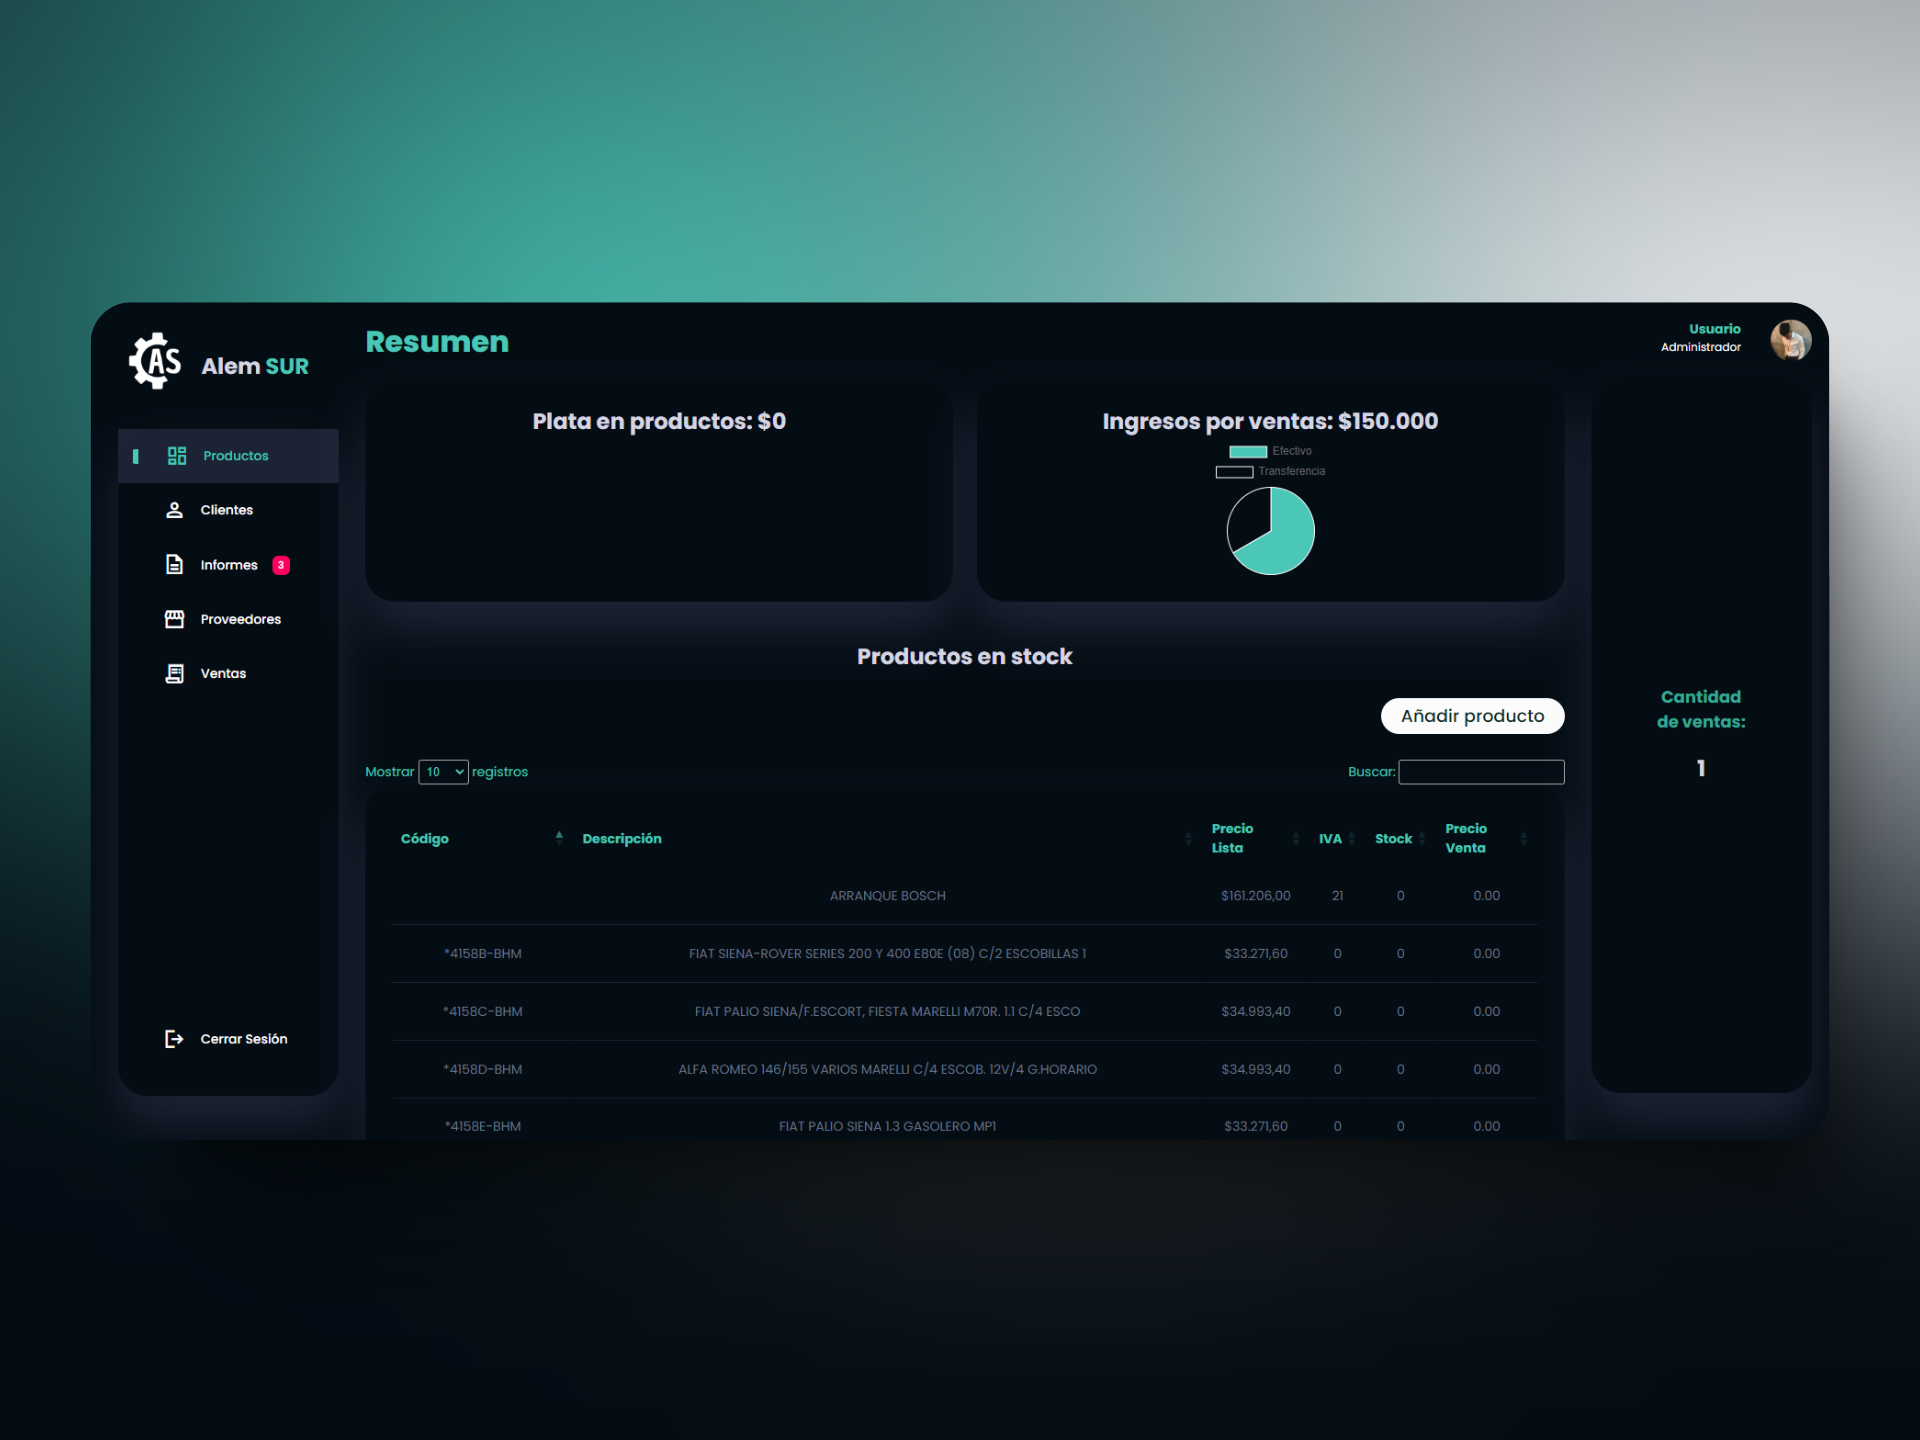 AS
Alem SUR
Productos
Clientes
Informes 3
Proveedores
Ventas
Cerrar Sesión
Resumen
Usuario
Administrador
Plata en productos: $0
Ingresos por ventas: $150.000
Efectivo
Transferencia
Productos en stock
Añadir producto
Mostrar 10 registros
Buscar:
Código Descripción Precio Lista IVA Stock Precio Venta
ARRANQUE BOSCH $161.206,00 21 0 0.00
*4158B-BHM FIAT SIENA-ROVER SERIES 200 Y 400 E80E (08) C/2 ESCOBILLAS 1 $33.271,60 0 0 0.00
*4158C-BHM FIAT PALIO SIENA/F.ESCORT, FIESTA MARELLI M70R. 1.1 C/4 ESCO $34.993,40 0 0 0.00
*4158D-BHM ALFA ROMEO 146/155 VARIOS MARELLI C/4 ESCOB. 12V/4 G.HORARIO $34.993,40 0 0 0.00
*4158E-BHM FIAT PALIO SIENA 1.3 GASOLERO MP1 $33.271,60 0 0 0.00
Cantidad
de ventas:
1